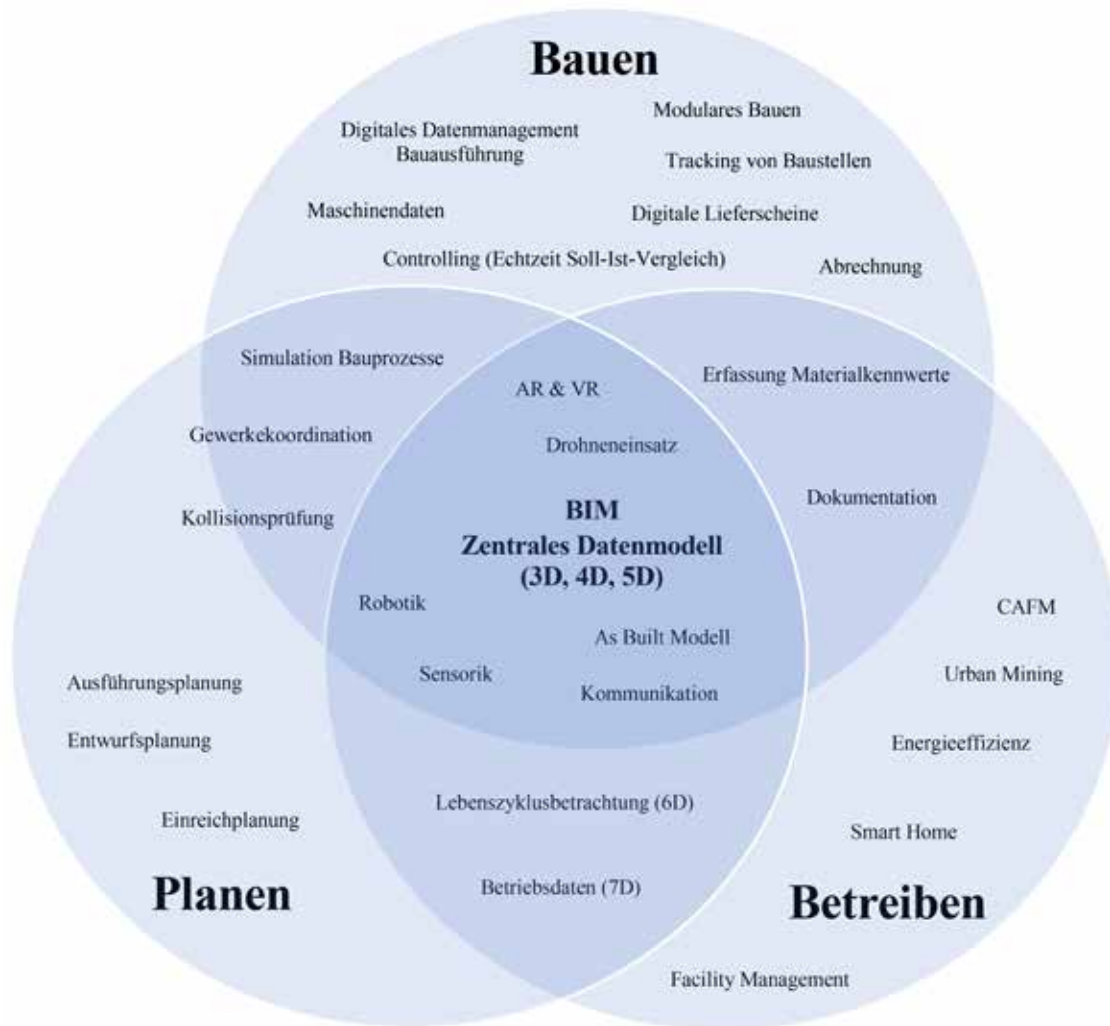 Bauen
Modulares Bauen
Digitales Datenmanagement
Bauausführung
Tracking von Baustellen
Maschinendaten
Digitale Lieferscheine
Controlling (Echtzeit Soll-Ist-Vergleich)
Abrechnung
Simulation Bauprozesse
Erfassung Materialkennwerte
AR & VR
Gewerkekoordination
Drohneneinsatz
Dokumentation
Kollisionsprüfung
BIM
Zentrales Datenmodell
(3D, 4D, 5D)
Robotik
CAFM
As Built Modell
Sensorik
Urban Mining
Ausführungsplanung
Kommunikation
Entwurfsplanung
Energieeffizienz
Lebenszyklusbetrachtung (6D)
Einreichplanung
Smart Home
Betriebsdaten (7D)
Planen
Betreiben
Facility Management